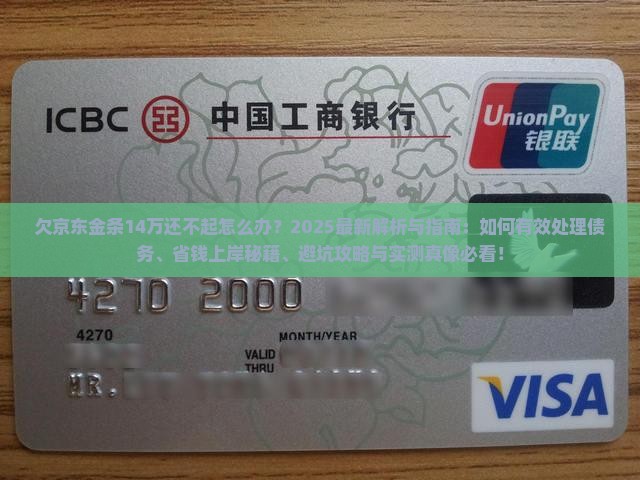 ICBC 中国工商银行
UnionPay
银联
欠京东金条14万还不起怎么办？2025最新解析与指南：如何有效处理债
务、省钱上岸秘籍、避坑攻略与实测真像必看！
4270 2000
4270
MONTH/YEAR
VALID
THRU
MR.
VISA